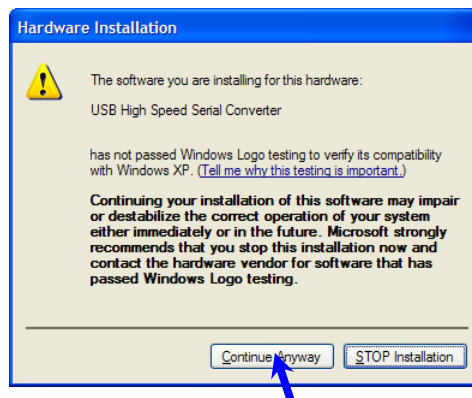 Hardware Installation
The software you are installing for this hardware:
USB High Speed Serial Converter
has not passed Windows Logo testing to verify its compatibility
with Windows XP. (Tell me why this testing is important.)
Continuing your installation of this software may impair
or destabilize the correct operation of your system
either immediately or in the future. Microsoft strongly
recommends that you stop this installation now and
contact the hardware vendor for software that has
passed Windows Logo testing.
Continue Anyway STOP Installation